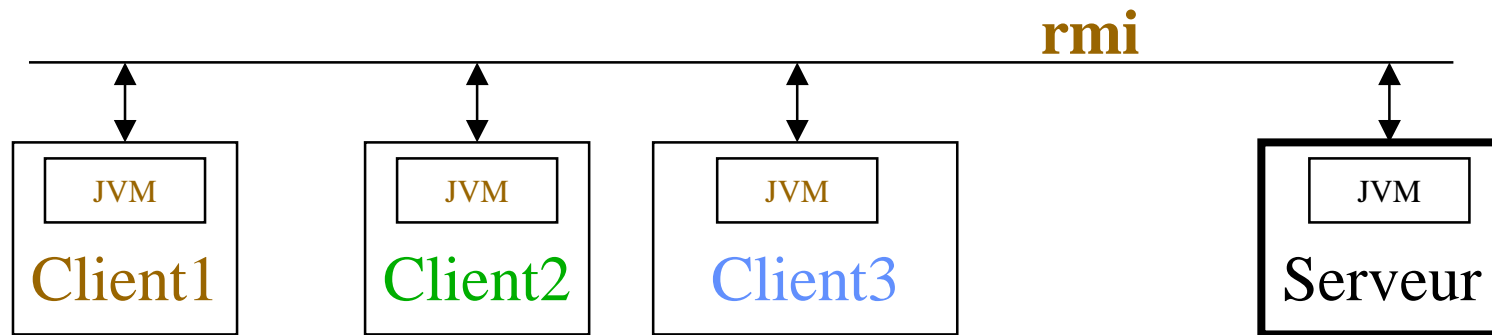 rmi
JVM
JVM
JVM
JVM
Client1
Client2
Client3
Serveur